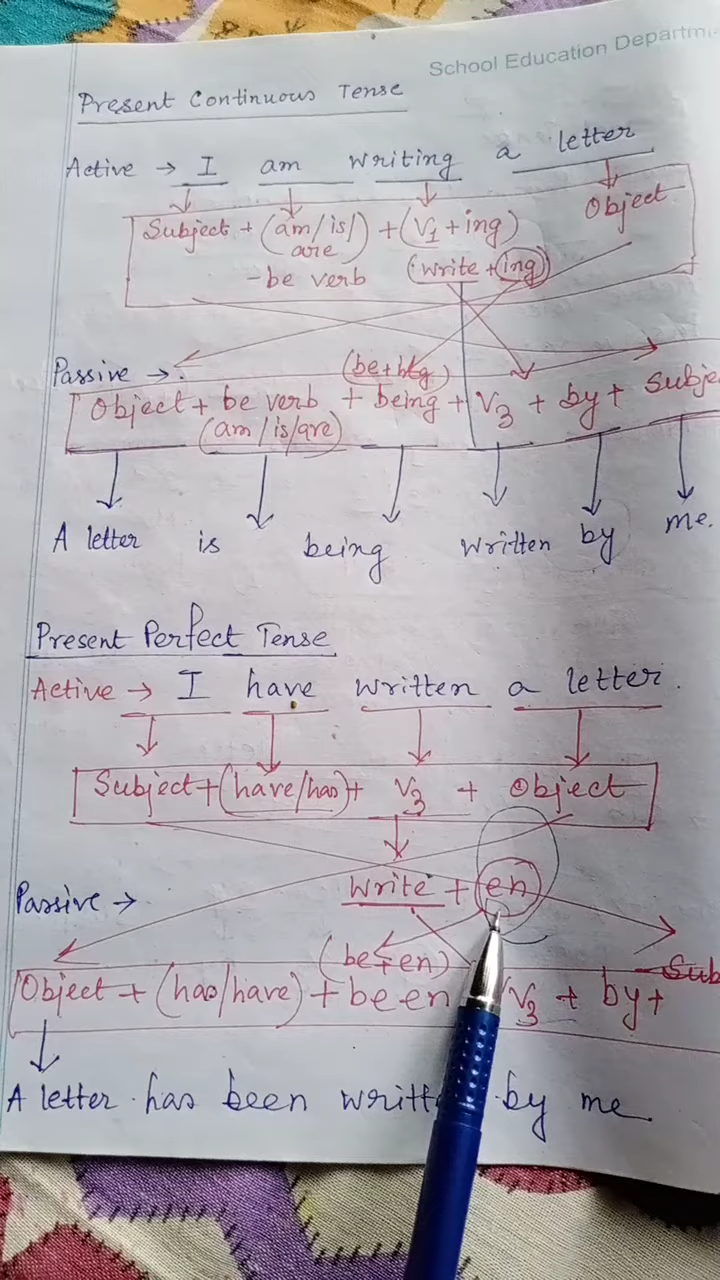 School Education Departm
Present Continuous Tense
Active → I am writing a letter
Subject + (am/is/are) + (V1 + ing) Object
- be verb (write + ing)
Passive →
(be + ing)
Object + be verb + being + V3 + by + Subje
(am/is/are)
A letter is being written by me.
Present Perfect Tense
Active → I have written a letter.
Subject + (have/has) + V3 + Object
Passive → write + en
(be + en)
Object + (has/have) + been V3 + by + Sub
A letter has been writt by me